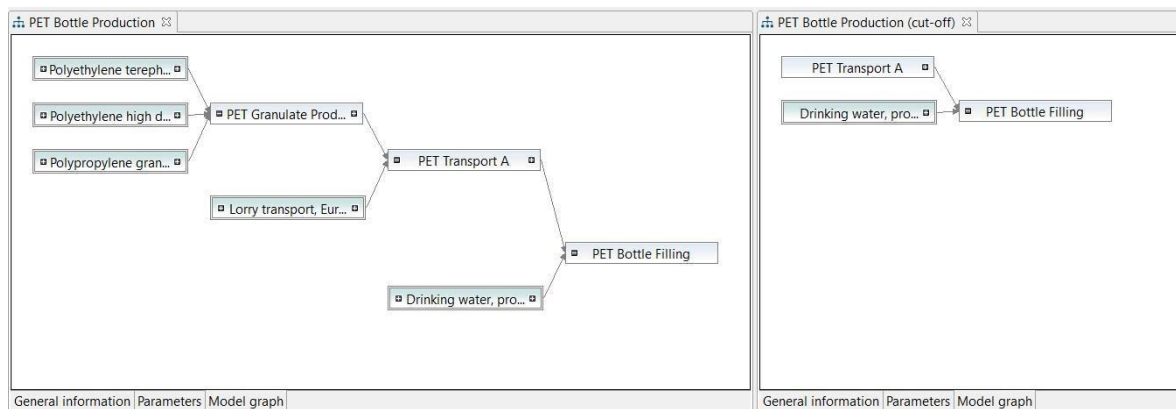 PET Bottle Production
Polyethylene tereph...
Polyethylene high d...
PET Granulate Prod...
Polypropylene gran...
PET Transport A
Lorry transport, Eur...
PET Bottle Filling
Drinking water, pro...
General information Parameters Model graph
PET Bottle Production (cut-off)
PET Transport A
Drinking water, pro...
PET Bottle Filling
General information Parameters Model graph